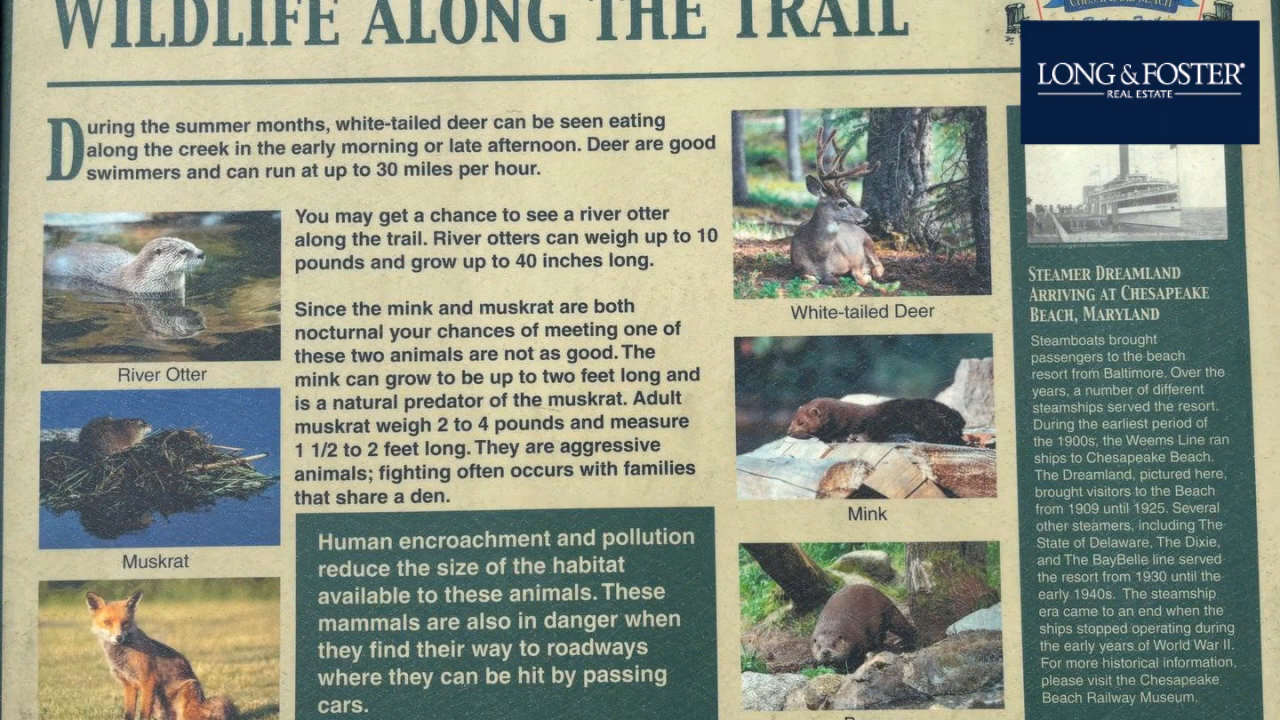 WILDLIFE ALONG THE TRAIL
CHESAPEAKE BEACH
LONG & FOSTER®
REAL ESTATE
During the summer months, white-tailed deer can be seen eating
along the creek in the early morning or late afternoon. Deer are good
swimmers and can run at up to 30 miles per hour.
You may get a chance to see a river otter
along the trail. River otters can weigh up to 10
pounds and grow up to 40 inches long.
River Otter
Since the mink and muskrat are both
nocturnal your chances of meeting one of
these two animals are not as good. The
mink can grow to be up to two feet long and
is a natural predator of the muskrat. Adult
muskrat weigh 2 to 4 pounds and measure
1 1/2 to 2 feet long. They are aggressive
animals; fighting often occurs with families
that share a den.
Muskrat
Human encroachment and pollution
reduce the size of the habitat
available to these animals. These
mammals are also in danger when
they find their way to roadways
where they can be hit by passing
cars.
White-tailed Deer
Mink
STEAMER DREAMLAND
ARRIVING AT CHESAPEAKE
BEACH, MARYLAND
Steamboats brought
passengers to the beach
resort from Baltimore. Over the
years, a number of different
steamships served the resort.
During the earliest period of
the 1900s, the Weems Line ran
ships to Chesapeake Beach.
The Dreamland, pictured here,
brought visitors to the Beach
from 1909 until 1925. Several
other steamers, including The
State of Delaware, The Dixie,
and The BayBelle line served
the resort from 1930 until the
early 1940s. The steamship
era came to an end when the
ships stopped operating during
the early years of World War II.
For more historical information,
please visit the Chesapeake
Beach Railway Museum.